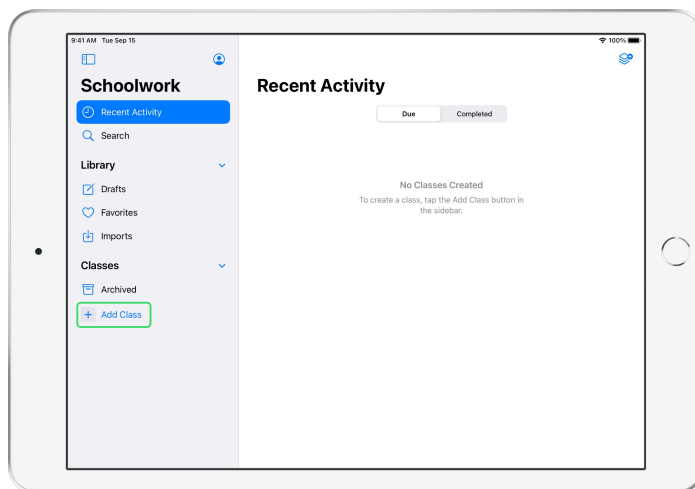 9:41 AM Tue Sep 15
100%
Schoolwork
Recent Activity
Search
Library
Drafts
Favorites
Imports
Classes
Archived
Add Class
Recent Activity
Due
Completed
No Classes Created
To create a class, tap the Add Class button in
the sidebar.